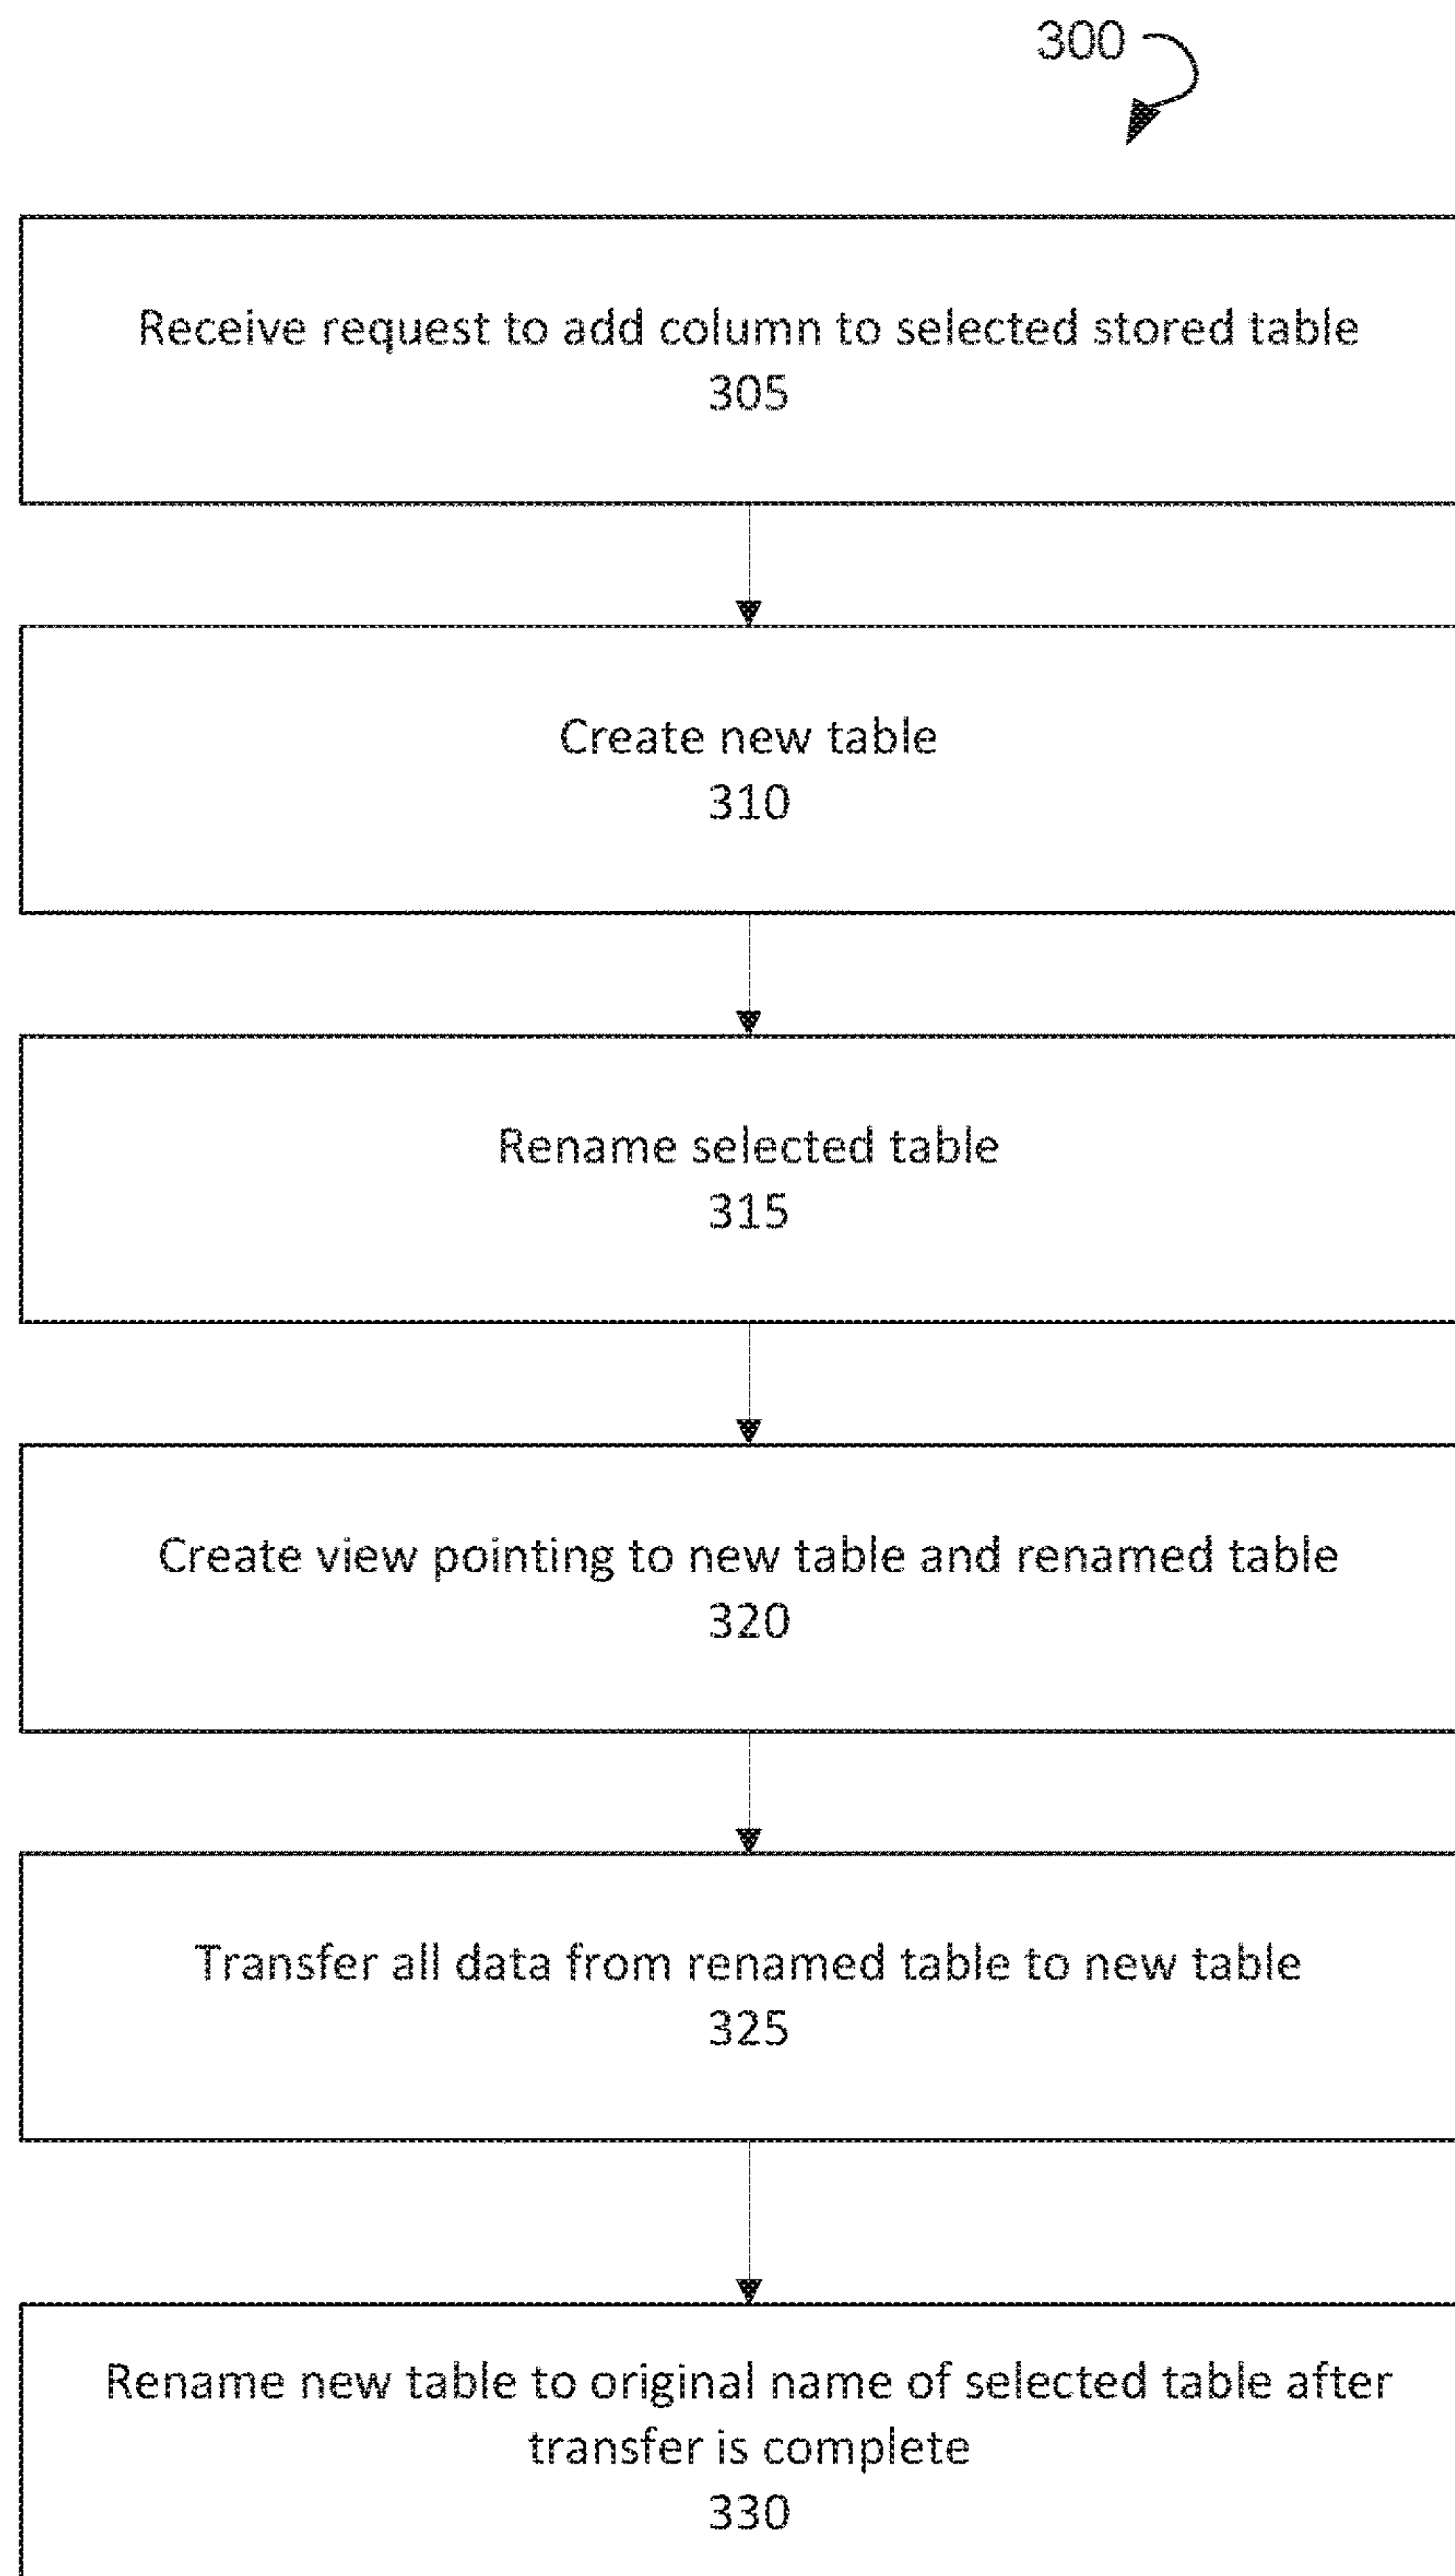 300
Receive request to add column to selected stored table
305
Create new table
310
Rename selected table
315
Create view pointing to new table and renamed table
320
Transfer all data from renamed table to new table
325
Rename new table to original name of selected table after
transfer is complete
330